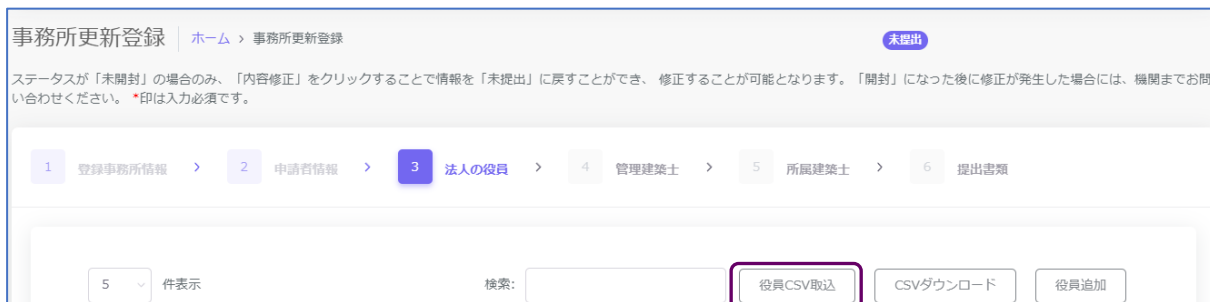 事務所更新登録 ホーム > 事務所更新登録 未提出
ステータスが「未開封」の場合のみ、「内容修正」をクリックすることで情報を「未提出」に戻すことができ、 修正することが可能となります。「開封」になった後に修正が発生した場合には、機関までお問
い合わせください。 *印は入力必須です。
1 登録事務所情報 > 2 申請者情報 > 3 法人の役員 > 4 管理建築士 > 5 所属建築士 > 6 提出書類
5 件表示 検索: 役員CSV取込 CSVダウンロード 役員追加